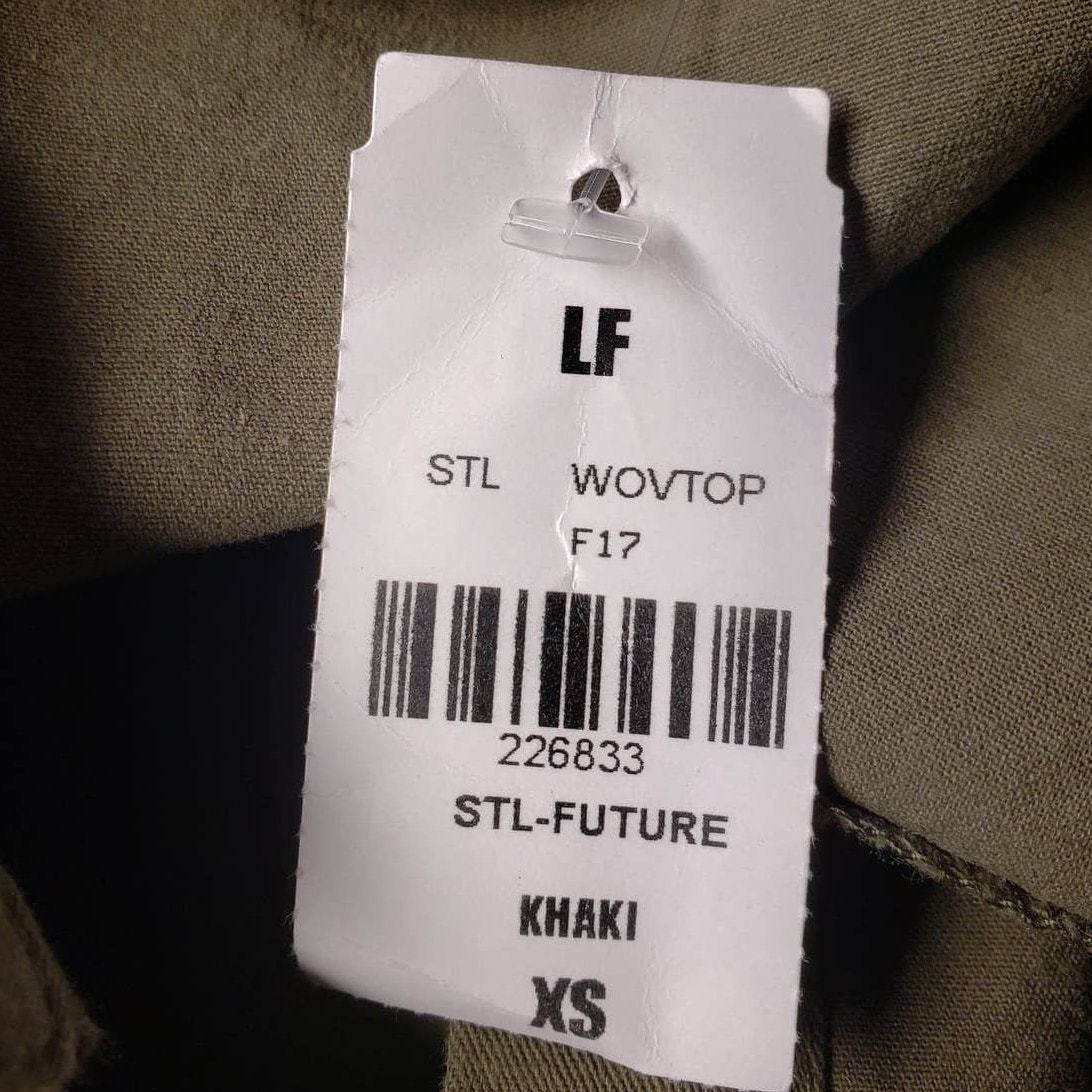 LF
STL WOVTOP
F17
226833
STL-FUTURE
KHAKI
XS